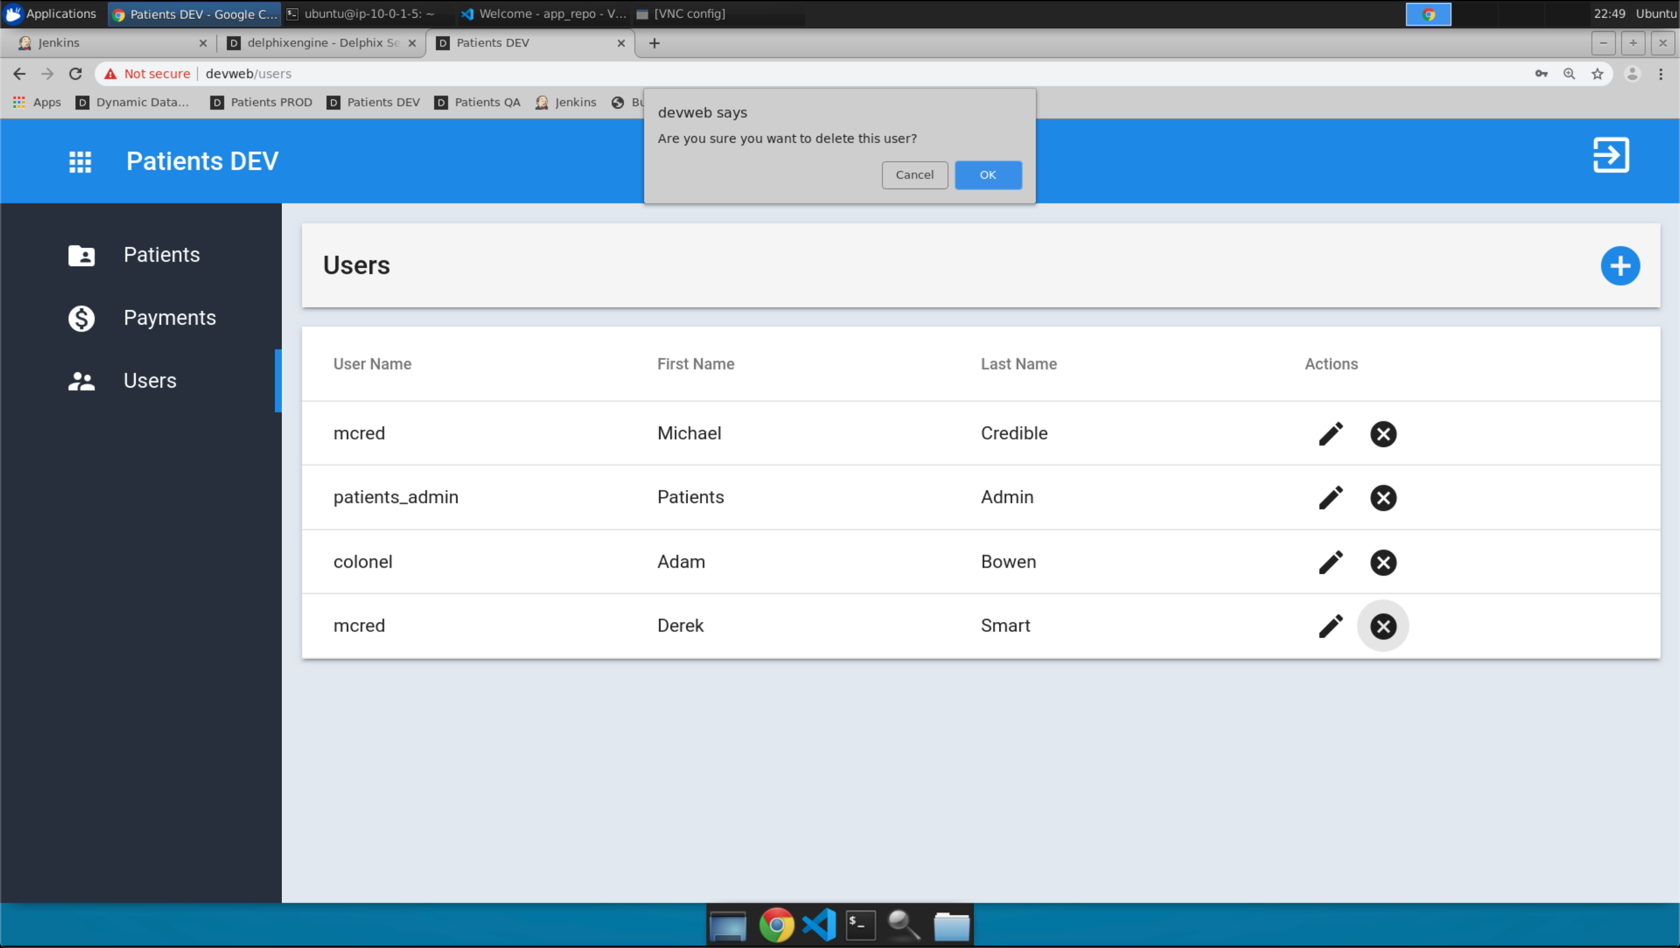 Applications Patients DEV - Google C... ubuntu@ip-10-0-1-5: ~ Welcome - app_repo - V... [VNC config] 22:49 Ubuntu
Jenkins delphixengine - Delphix Se Patients DEV
Not secure devweb/users
Apps Dynamic Data... Patients PROD Patients DEV Patients QA Jenkins
devweb says
Are you sure you want to delete this user?
Cancel OK
Patients DEV
Patients
Payments
Users
Users
User Name First Name Last Name Actions
mcred Michael Credible
patients_admin Patients Admin
colonel Adam Bowen
mcred Derek Smart